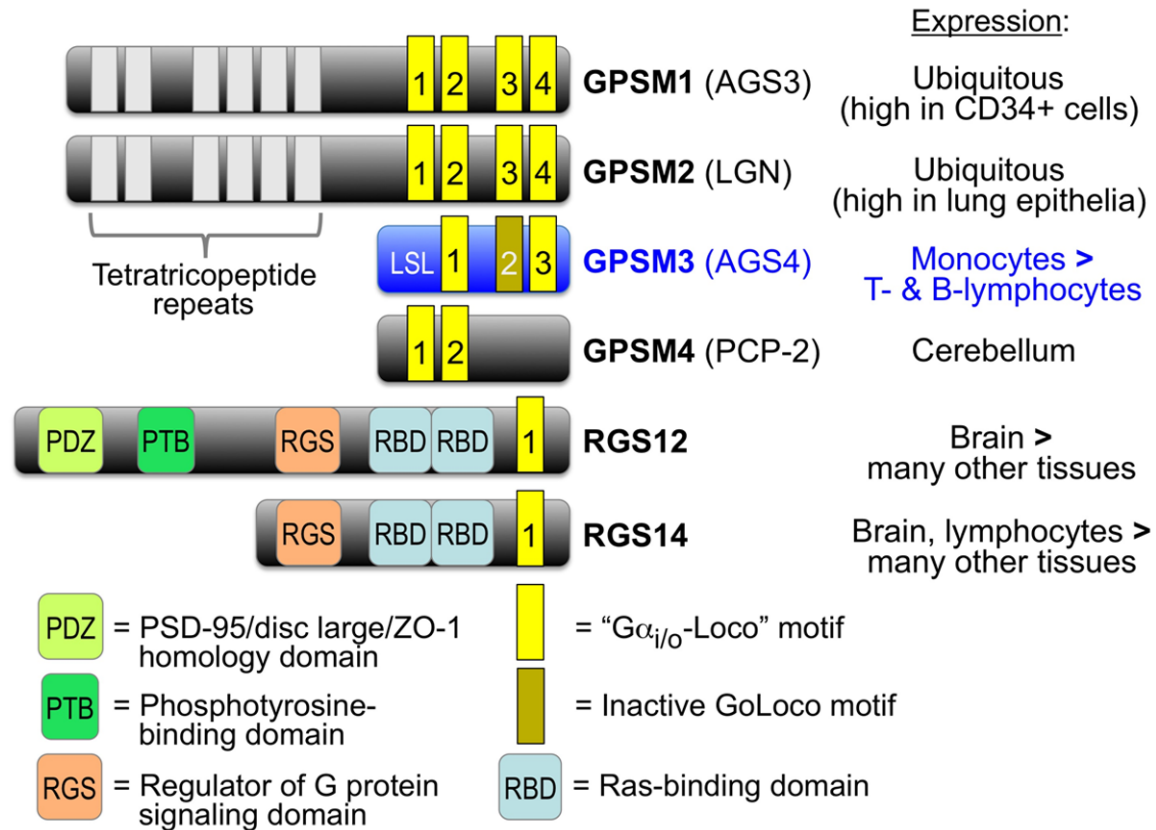 Expression:
1 2 3 4 GPSM1 (AGS3) Ubiquitous
(high in CD34+ cells)
1 2 3 4 GPSM2 (LGN) Ubiquitous
(high in lung epithelia)
Tetratricopeptide
repeats
LSL 1 2 3 GPSM3 (AGS4) Monocytes >
T- & B-lymphocytes
1 2 GPSM4 (PCP-2) Cerebellum
PDZ PTB RGS RBD RBD 1 RGS12 Brain >
many other tissues
RGS RBD RBD 1 RGS14 Brain, lymphocytes >
many other tissues
PDZ = PSD-95/disc large/ZO-1
homology domain
= “Gαi/o-Loco” motif
PTB = Phosphotyrosine-
binding domain
= Inactive GoLoco motif
RGS = Regulator of G protein
signaling domain
RBD = Ras-binding domain